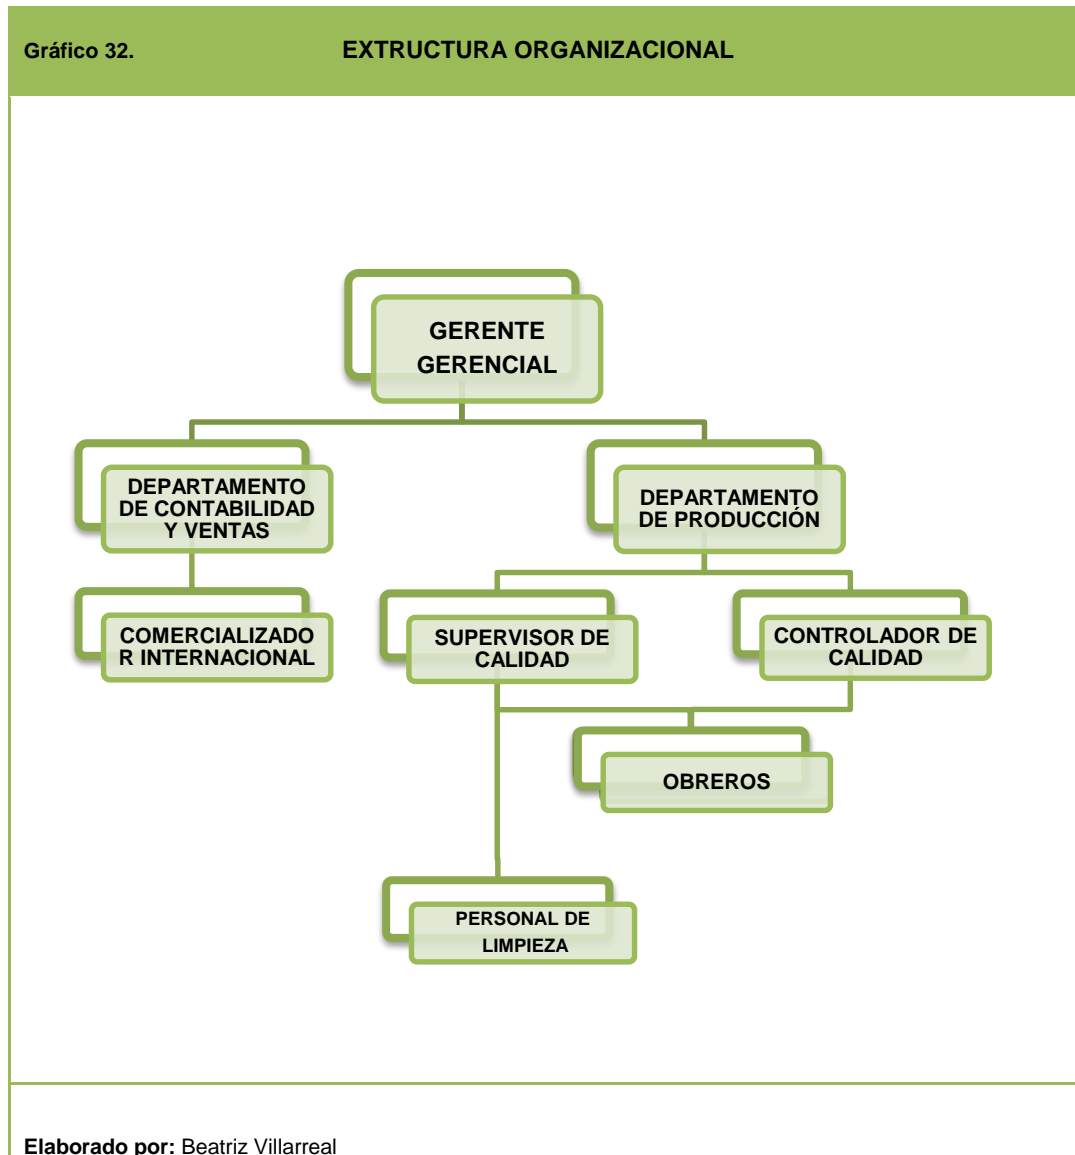 Gráfico 32. EXTRUCTURA ORGANIZACIONAL
GERENTE
GERENCIAL
DEPARTAMENTO
DE CONTABILIDAD
Y VENTAS
DEPARTAMENTO
DE PRODUCCIÓN
COMERCIALIZADO
R INTERNACIONAL
SUPERVISOR DE
CALIDAD
CONTROLADOR DE
CALIDAD
OBREROS
PERSONAL DE
LIMPIEZA
Elaborado por: Beatriz Villarreal